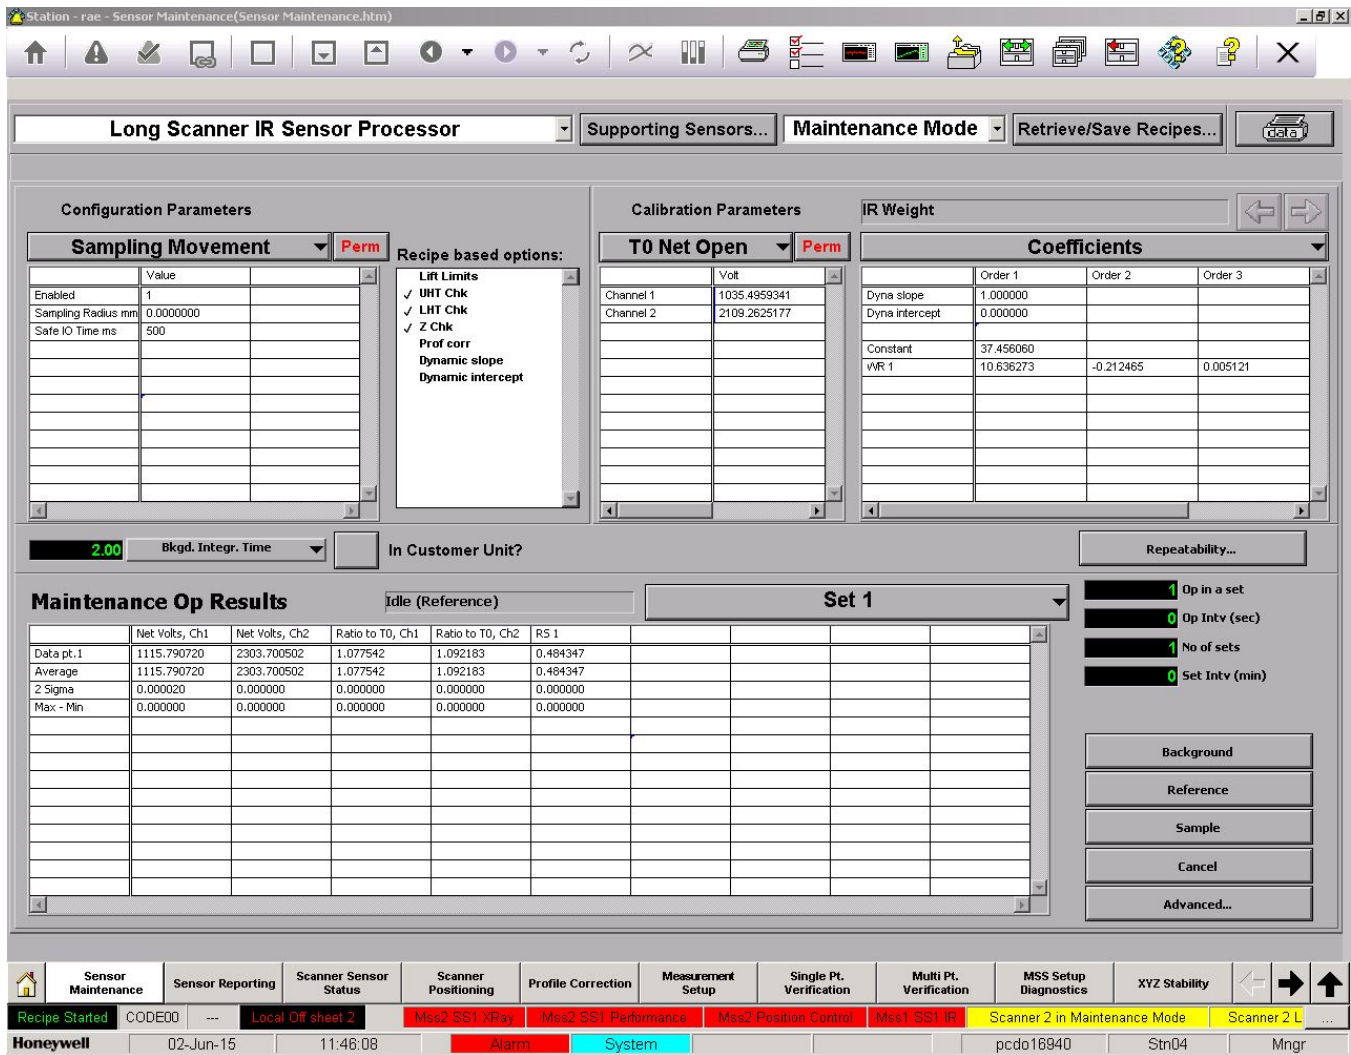 Station - rae - Sensor Maintenance(Sensor Maintenance.htm)
Long Scanner IR Sensor Processor
Supporting Sensors...
Maintenance Mode
Retrieve/Save Recipes...
data
Configuration Parameters
Calibration Parameters
IR Weight
Sampling Movement
Perm
Recipe based options:
T0 Net Open
Perm
Coefficients
Value
Enabled 1
Sampling Radius mm 0.0000000
Safe IO Time ms 500
Lift Limits
✓ UHT Chk
✓ LHT Chk
✓ Z Chk
Prof corr
Dynamic slope
Dynamic intercept
Volt
Channel 1 1035.4959341
Channel 2 2109.2625177
Order 1 Order 2 Order 3
Dyna slope 1.000000
Dyna intercept 0.000000
Constant 37.456060
WR 1 10.636273 -0.212465 0.005121
2.00 Bkgd. Integr. Time
In Customer Unit?
Repeatability...
Maintenance Op Results
Idle (Reference)
Set 1
1 Op in a set
0 Op Intv (sec)
1 No of sets
0 Set Intv (min)
Net Volts, Ch1 Net Volts, Ch2 Ratio to T0, Ch1 Ratio to T0, Ch2 RS 1
Data pt.1 1115.790720 2303.700502 1.077542 1.092183 0.484347
Average 1115.790720 2303.700502 1.077542 1.092183 0.484347
2 Sigma 0.000020 0.000000 0.000000 0.000000 0.000000
Max - Min 0.000000 0.000000 0.000000 0.000000 0.000000
Background
Reference
Sample
Cancel
Advanced...
Sensor
Maintenance
Sensor Reporting
Scanner Sensor
Status
Scanner
Positioning
Profile Correction
Measurement
Setup
Single Pt.
Verification
Multi Pt.
Verification
MSS Setup
Diagnostics
XYZ Stability
Recipe Started CODE00 --- Local Off sheet 2 Mss2 SS1 XRay Mss2 SS1 Performance Mss2 Position Control Mss1 SS1 IR Scanner 2 in Maintenance Mode Scanner 2 L ...
Honeywell 02-Jun-15 11:46:08 Alarm System pcdo16940 Stn04 Mngr